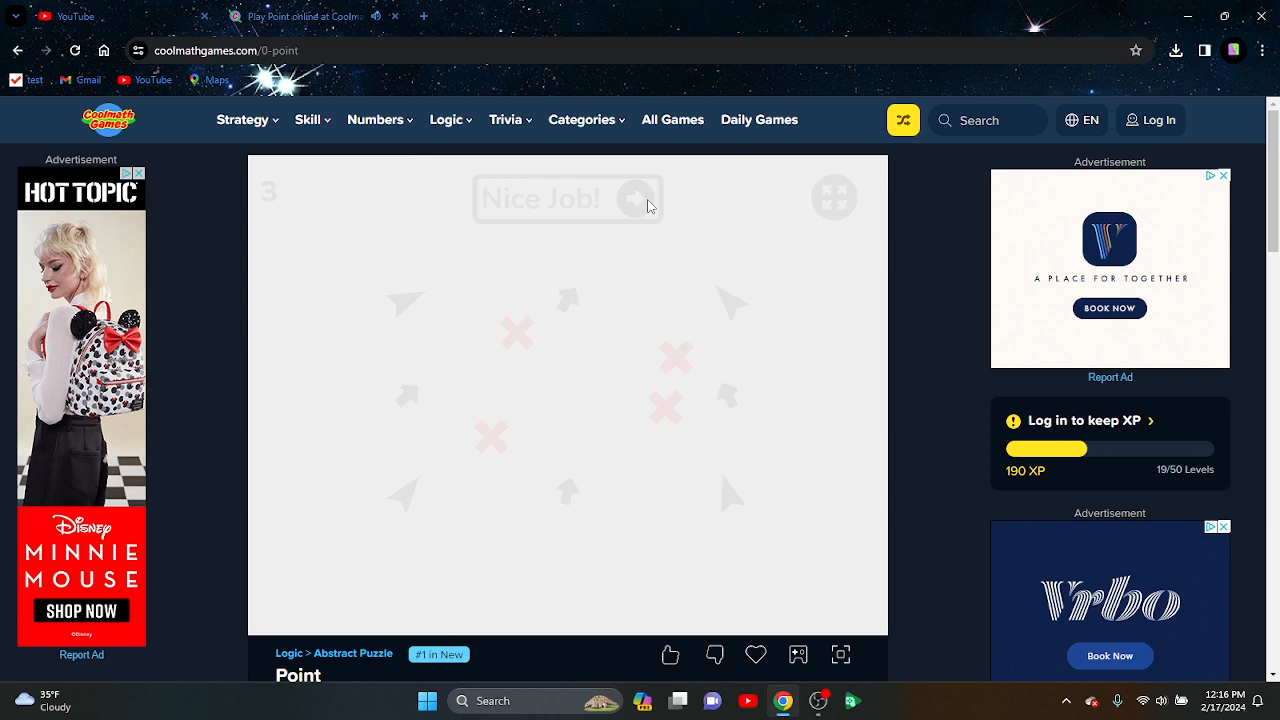 YouTube
Play Point online at Coolma
coolmathgames.com/0-point
test Gmail YouTube Maps
Coolmath Games
Strategy Skill Numbers Logic Trivia Categories All Games Daily Games Search EN Log In
Advertisement
HOT TOPIC
Disney
MINNIE
MOUSE
SHOP NOW
©Disney
Report Ad
3
Nice Job!
Logic > Abstract Puzzle #1 in New
Point
Advertisement
A PLACE FOR TOGETHER
BOOK NOW
Report Ad
Log in to keep XP ›
190 XP 19/50 Levels
Advertisement
Vrbo
Book Now
35°F
Cloudy
Search
12:16 PM
2/17/2024